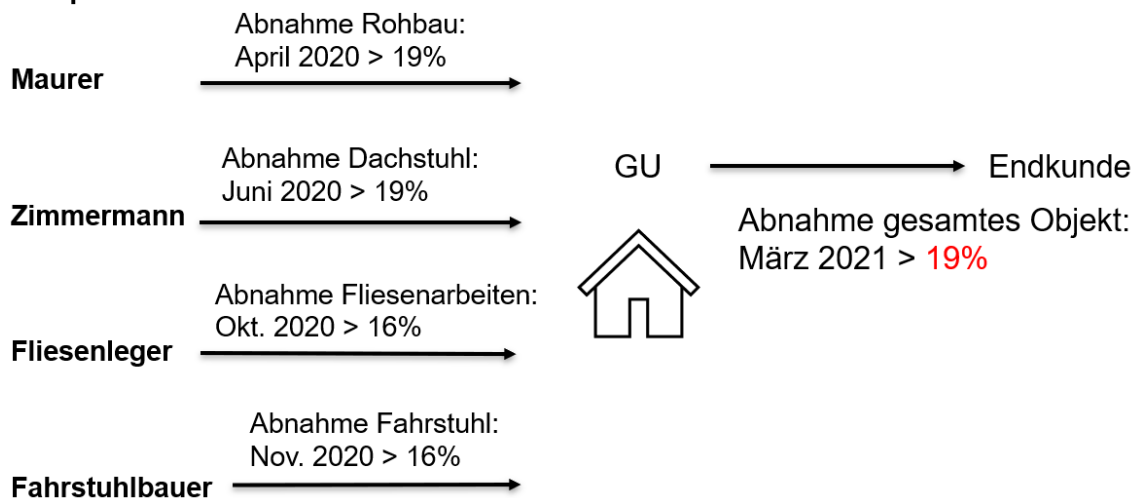 Abnahme Rohbau:
April 2020 > 19%
Maurer
Abnahme Dachstuhl:
Juni 2020 > 19%
Zimmermann
GU
Endkunde
Abnahme gesamtes Objekt:
März 2021 > 19%
Abnahme Fliesenarbeiten:
Okt. 2020 > 16%
Fliesenleger
Abnahme Fahrstuhl:
Nov. 2020 > 16%
Fahrstuhlbauer